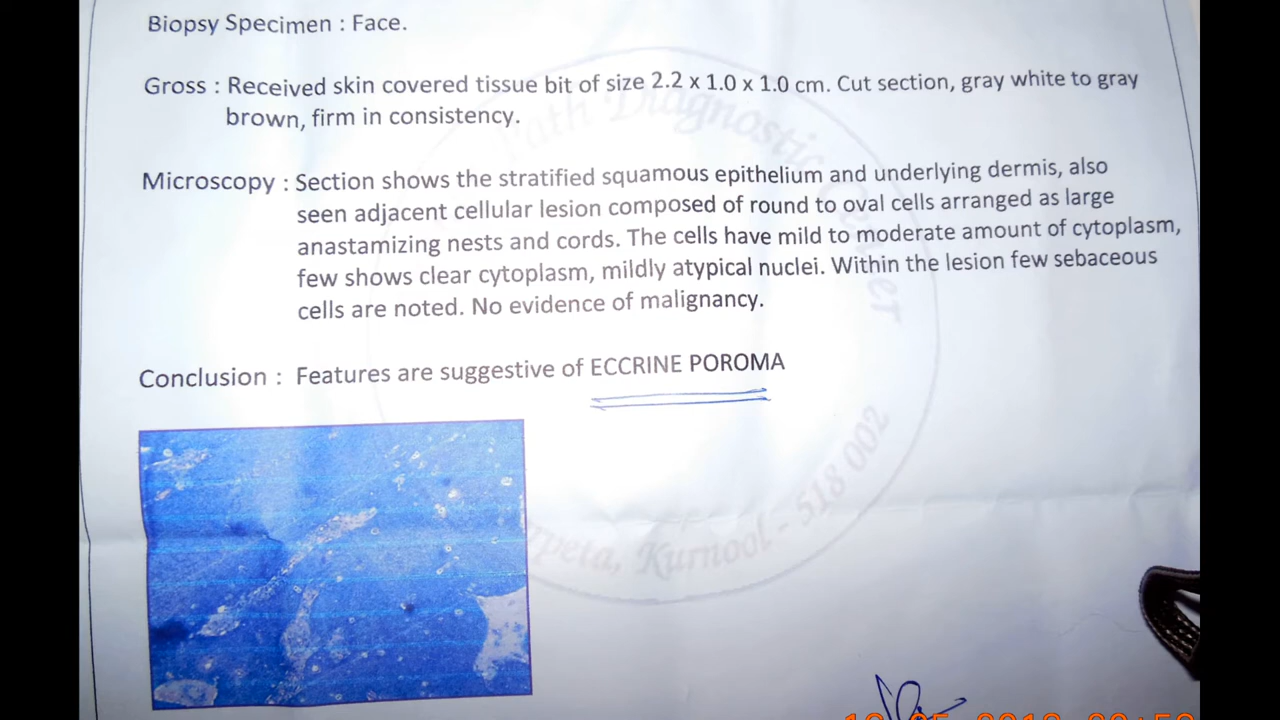 Biopsy Specimen : Face.
Gross : Received skin covered tissue bit of size 2.2 x 1.0 x 1.0 cm. Cut section, gray white to gray
brown, firm in consistency.
Microscopy : Section shows the stratified squamous epithelium and underlying dermis, also
seen adjacent cellular lesion composed of round to oval cells arranged as large
anastamizing nests and cords. The cells have mild to moderate amount of cytoplasm,
few shows clear cytoplasm, mildly atypical nuclei. Within the lesion few sebaceous
cells are noted. No evidence of malignancy.
Conclusion : Features are suggestive of ECCRINE POROMA
Diagnostic
Kurnool - 518 002